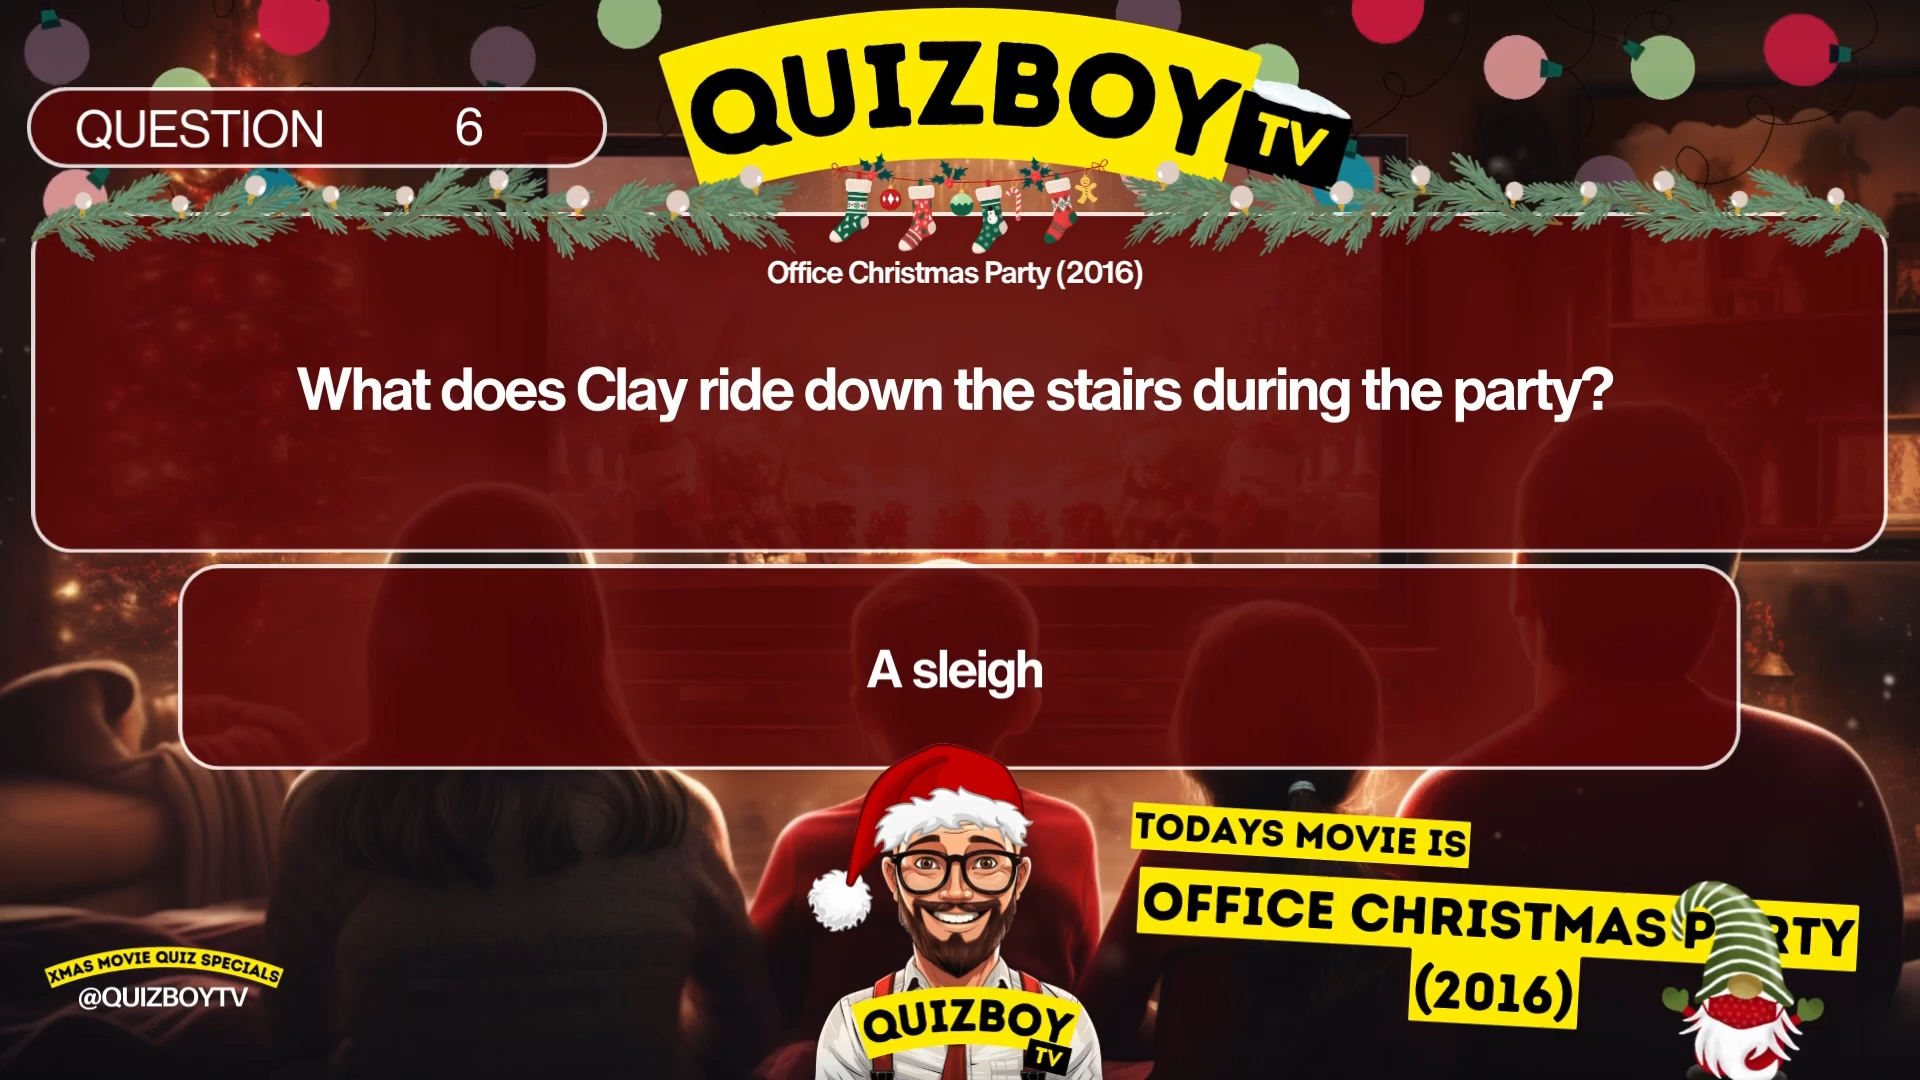 QUIZBOY
TV
QUESTION 6
Office Christmas Party (2016)
What does Clay ride down the stairs during the party?
A sleigh
TODAYS MOVIE IS
OFFICE CHRISTMAS P RTY
(2016)
XMAS MOVIE QUIZ SPECIALS
@QUIZBOYTV
QUIZBOY
TV